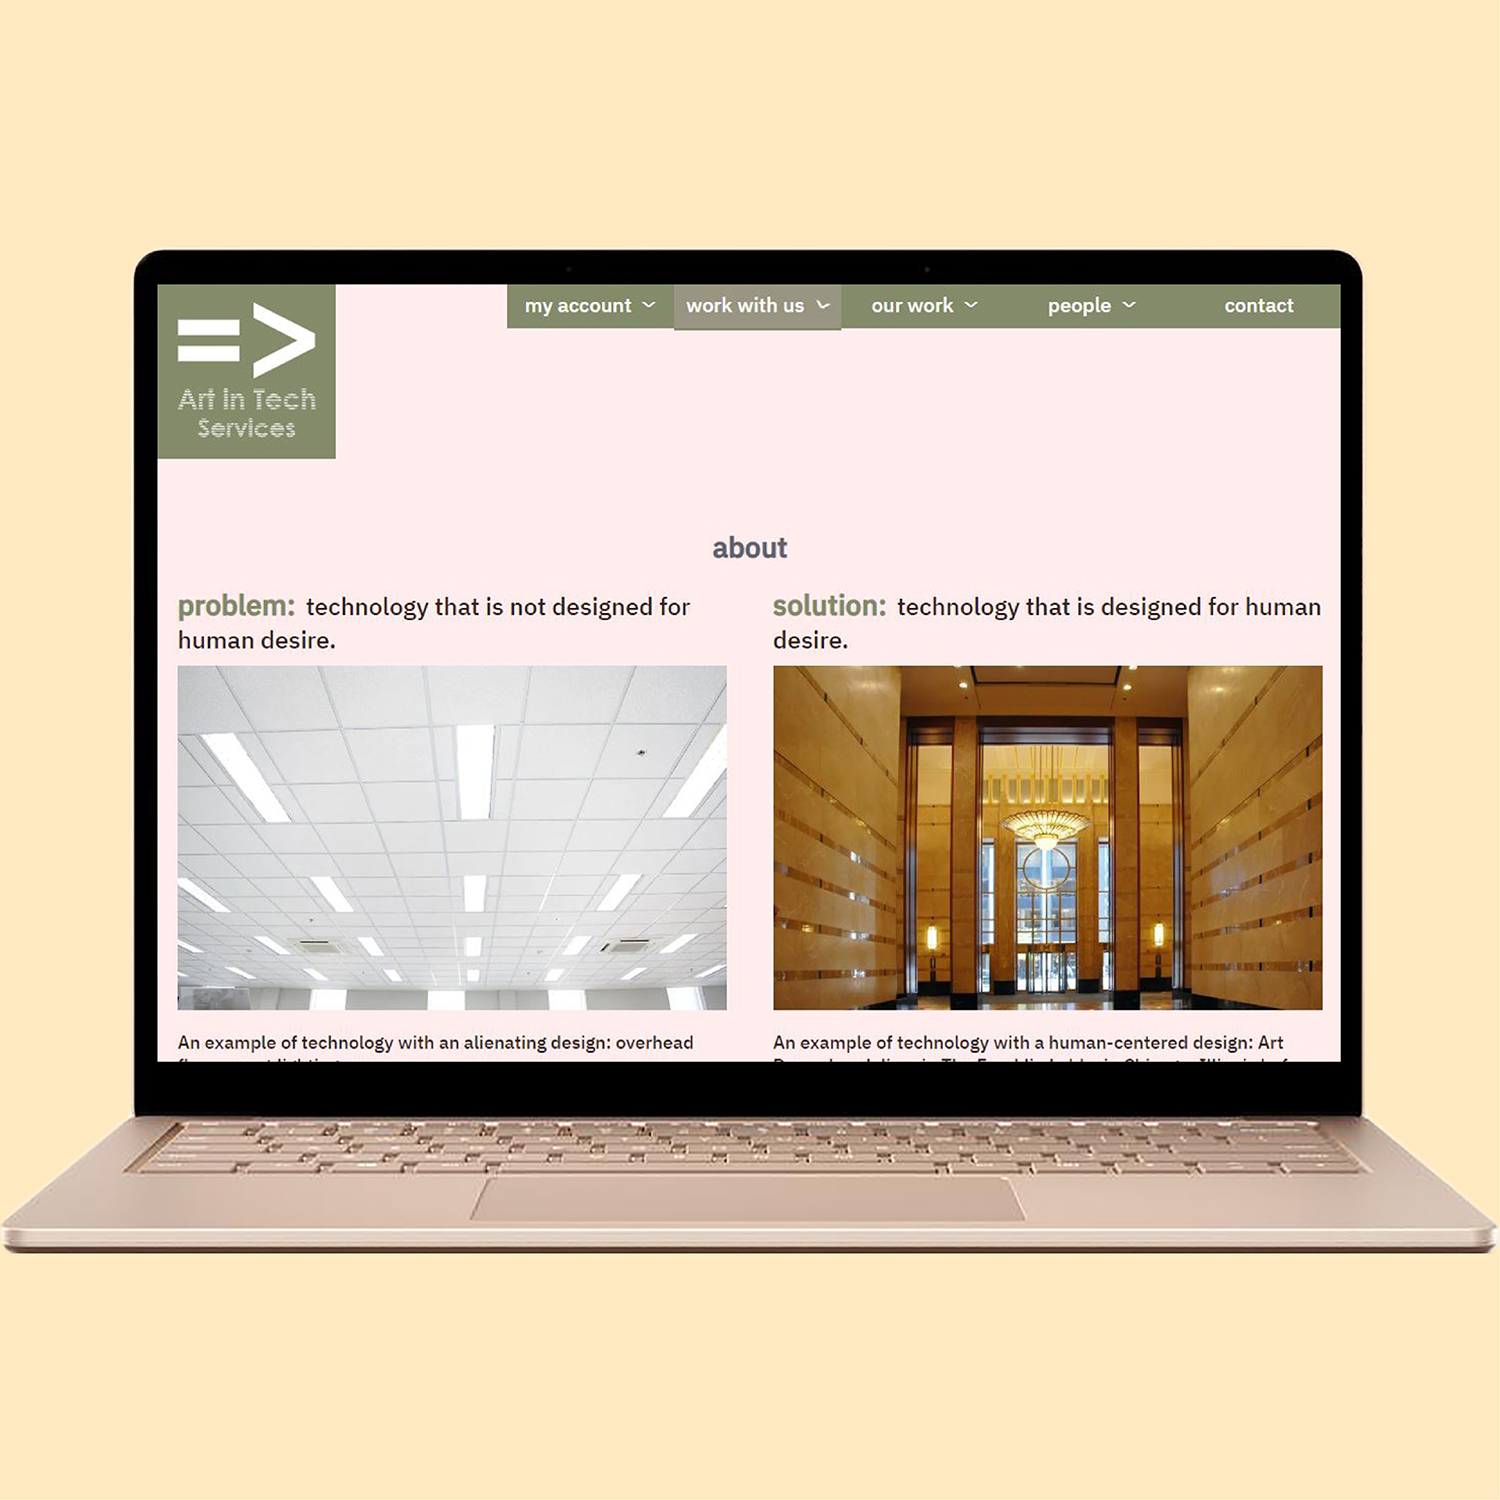 =>
Art in Tech
Services
my account
work with us
our work
people
contact
about
problem: technology that is not designed for
human desire.
solution: technology that is designed for human
desire.
An example of technology with an alienating design: overhead
An example of technology with a human-centered design: Art